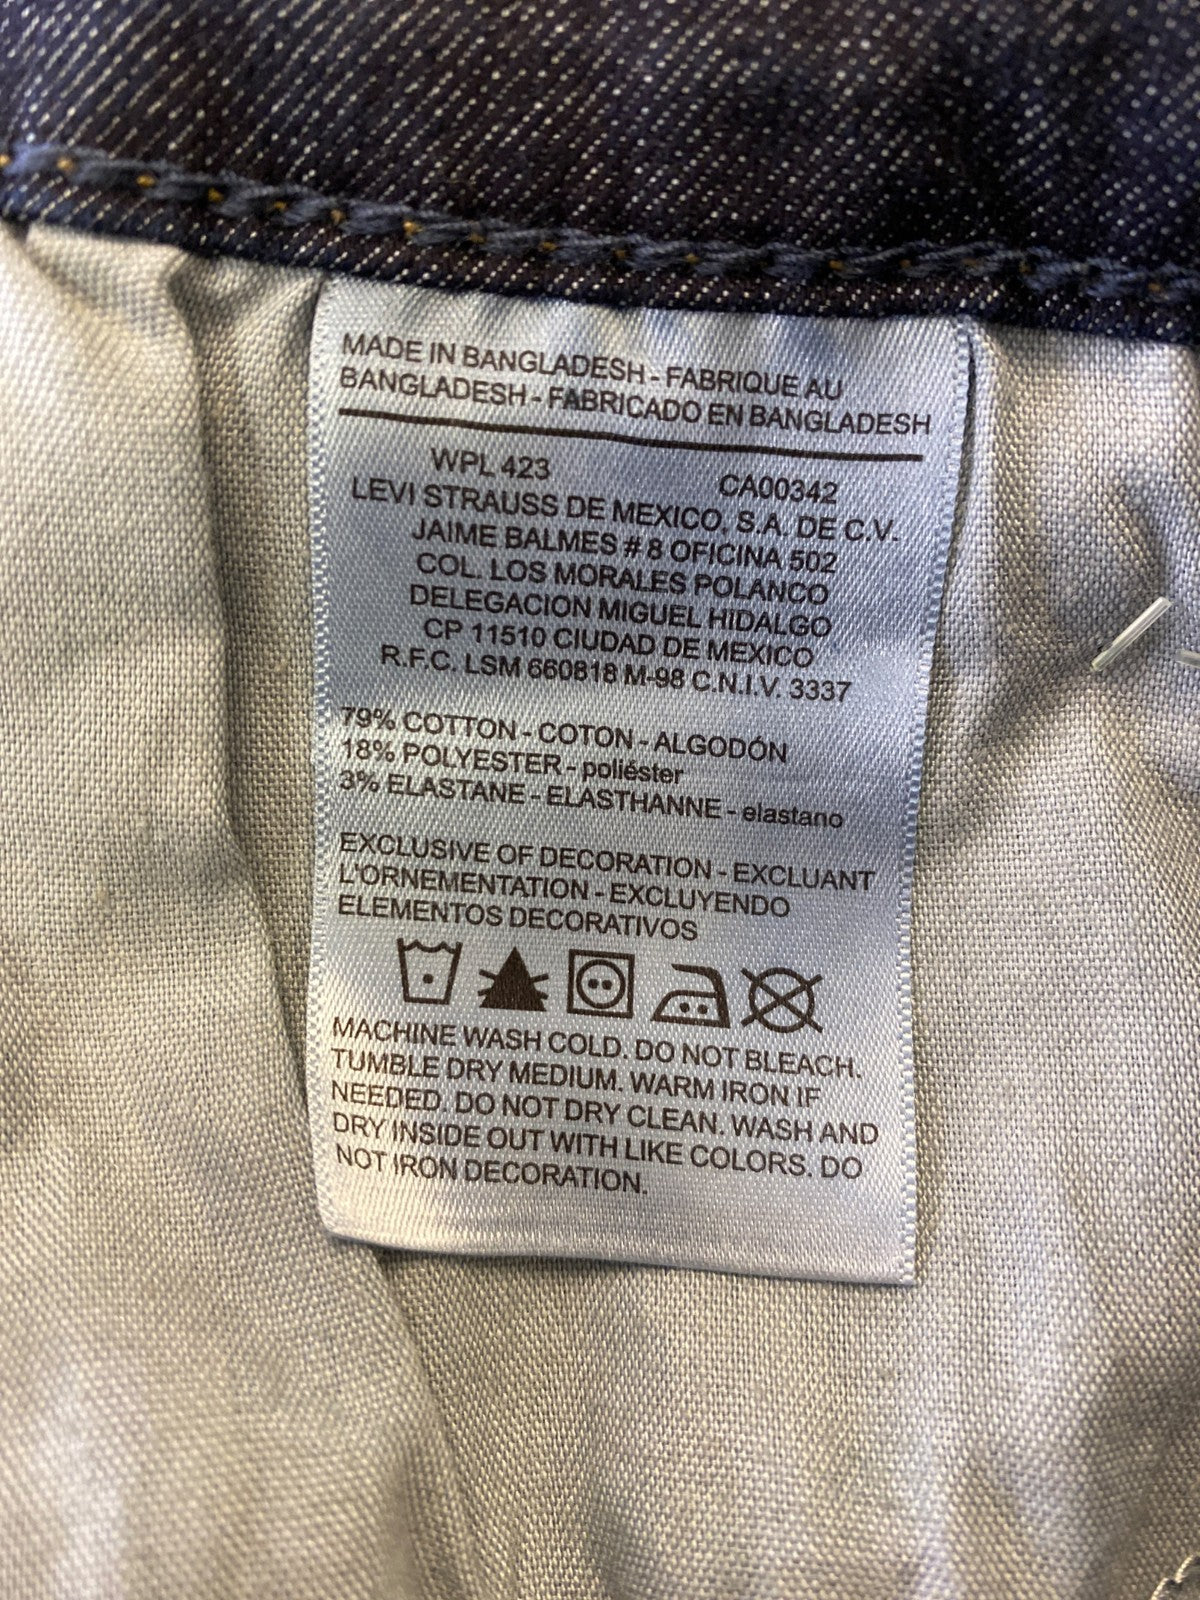 MADE IN BANGLADESH - FABRIQUE AU
BANGLADESH - FABRICADO EN BANGLADESH
WPL 423 CA00342
LEVI STRAUSS DE MEXICO, S.A. DE C.V.
JAIME BALMES # 8 OFICINA 502
COL. LOS MORALES POLANCO
DELEGACION MIGUEL HIDALGO
CP 11510 CIUDAD DE MEXICO
R.F.C. LSM 660818 M-98 C.N.I.V. 3337
79% COTTON - COTON - ALGODÓN
18% POLYESTER - poliéster
3% ELASTANE - ELASTHANNE - elastano
EXCLUSIVE OF DECORATION - EXCLUANT
L'ORNEMENTATION - EXCLUYENDO
ELEMENTOS DECORATIVOS
MACHINE WASH COLD. DO NOT BLEACH.
TUMBLE DRY MEDIUM. WARM IRON IF
NEEDED. DO NOT DRY CLEAN. WASH AND
DRY INSIDE OUT WITH LIKE COLORS. DO
NOT IRON DECORATION.